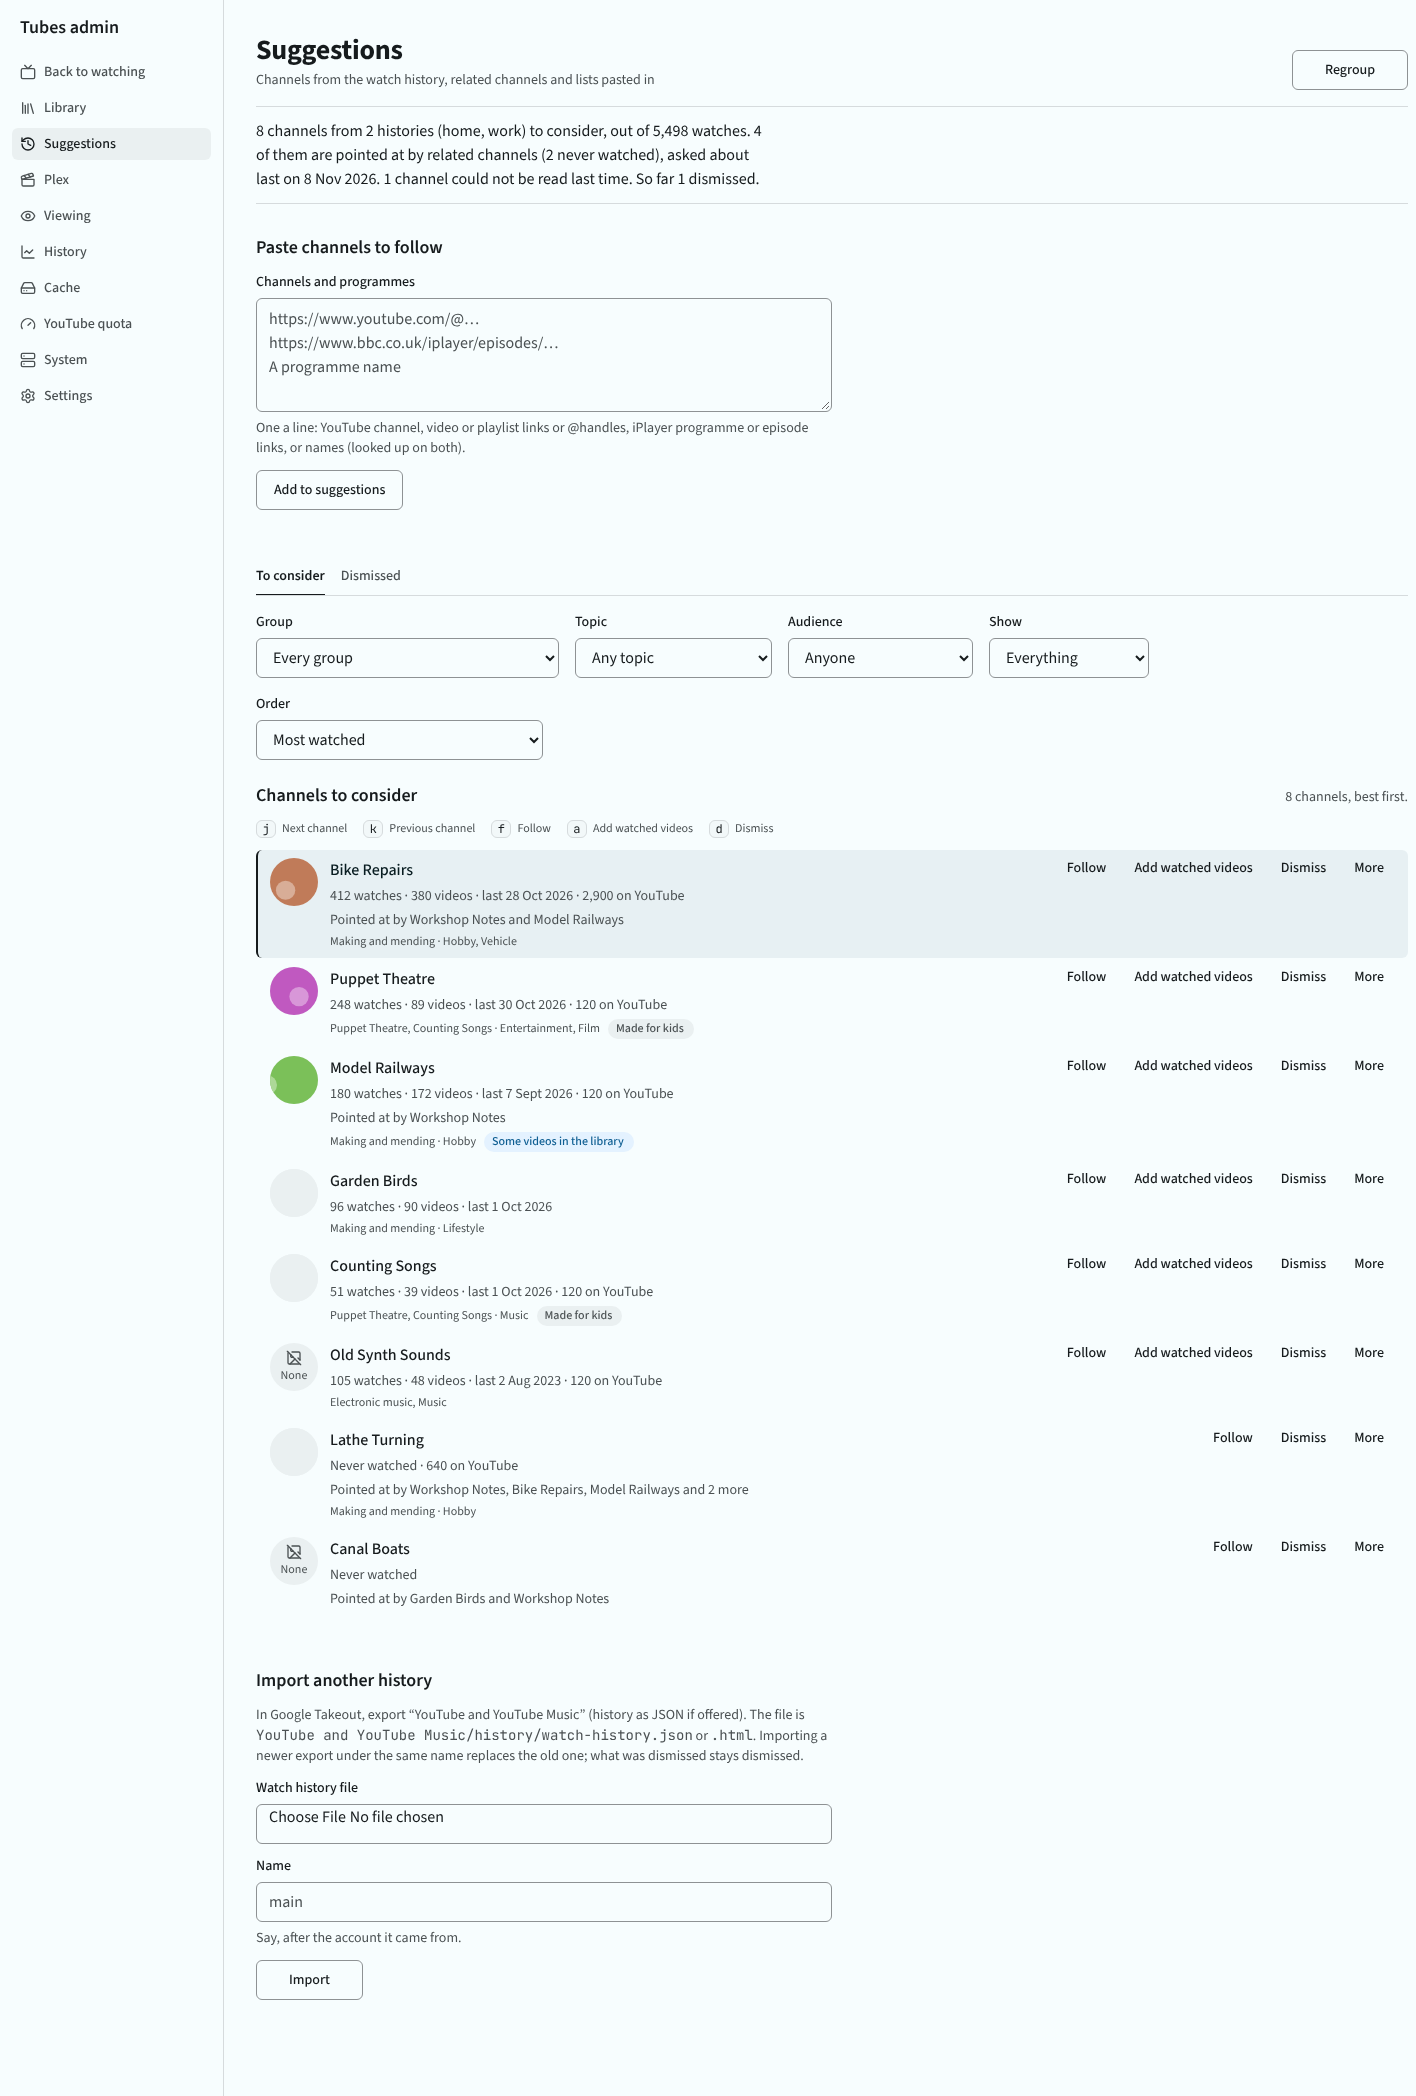 Tubes admin
Back to watching
Library
Suggestions
Plex
Viewing
History
Cache
YouTube quota
System
Settings
Suggestions
Channels from the watch history, related channels and lists pasted in
Regroup
8 channels from 2 histories (home, work) to consider, out of 5,498 watches. 4
of them are pointed at by related channels (2 never watched), asked about
last on 8 Nov 2026. 1 channel could not be read last time. So far 1 dismissed.
Paste channels to follow
Channels and programmes
https://www.youtube.com/@…
https://www.bbc.co.uk/iplayer/episodes/…
A programme name
One a line: YouTube channel, video or playlist links or @handles, iPlayer programme or episode
links, or names (looked up on both).
Add to suggestions
To consider Dismissed
Group Topic Audience Show
Every group Any topic Anyone Everything
Order
Most watched
Channels to consider 8 channels, best first.
j Next channel k Previous channel f Follow a Add watched videos d Dismiss
Bike Repairs Follow Add watched videos Dismiss More
412 watches · 380 videos · last 28 Oct 2026 · 2,900 on YouTube
Pointed at by Workshop Notes and Model Railways
Making and mending · Hobby, Vehicle
Puppet Theatre Follow Add watched videos Dismiss More
248 watches · 89 videos · last 30 Oct 2026 · 120 on YouTube
Puppet Theatre, Counting Songs · Entertainment, Film Made for kids
Model Railways Follow Add watched videos Dismiss More
180 watches · 172 videos · last 7 Sept 2026 · 120 on YouTube
Pointed at by Workshop Notes
Making and mending · Hobby Some videos in the library
Garden Birds Follow Add watched videos Dismiss More
96 watches · 90 videos · last 1 Oct 2026
Making and mending · Lifestyle
Counting Songs Follow Add watched videos Dismiss More
51 watches · 39 videos · last 1 Oct 2026 · 120 on YouTube
Puppet Theatre, Counting Songs · Music Made for kids
None
Old Synth Sounds Follow Add watched videos Dismiss More
105 watches · 48 videos · last 2 Aug 2023 · 120 on YouTube
Electronic music, Music
Lathe Turning Follow Dismiss More
Never watched · 640 on YouTube
Pointed at by Workshop Notes, Bike Repairs, Model Railways and 2 more
Making and mending · Hobby
None
Canal Boats Follow Dismiss More
Never watched
Pointed at by Garden Birds and Workshop Notes
Import another history
In Google Takeout, export “YouTube and YouTube Music” (history as JSON if offered). The file is
YouTube and YouTube Music/history/watch-history.json or .html. Importing a
newer export under the same name replaces the old one; what was dismissed stays dismissed.
Watch history file
Choose File No file chosen
Name
main
Say, after the account it came from.
Import